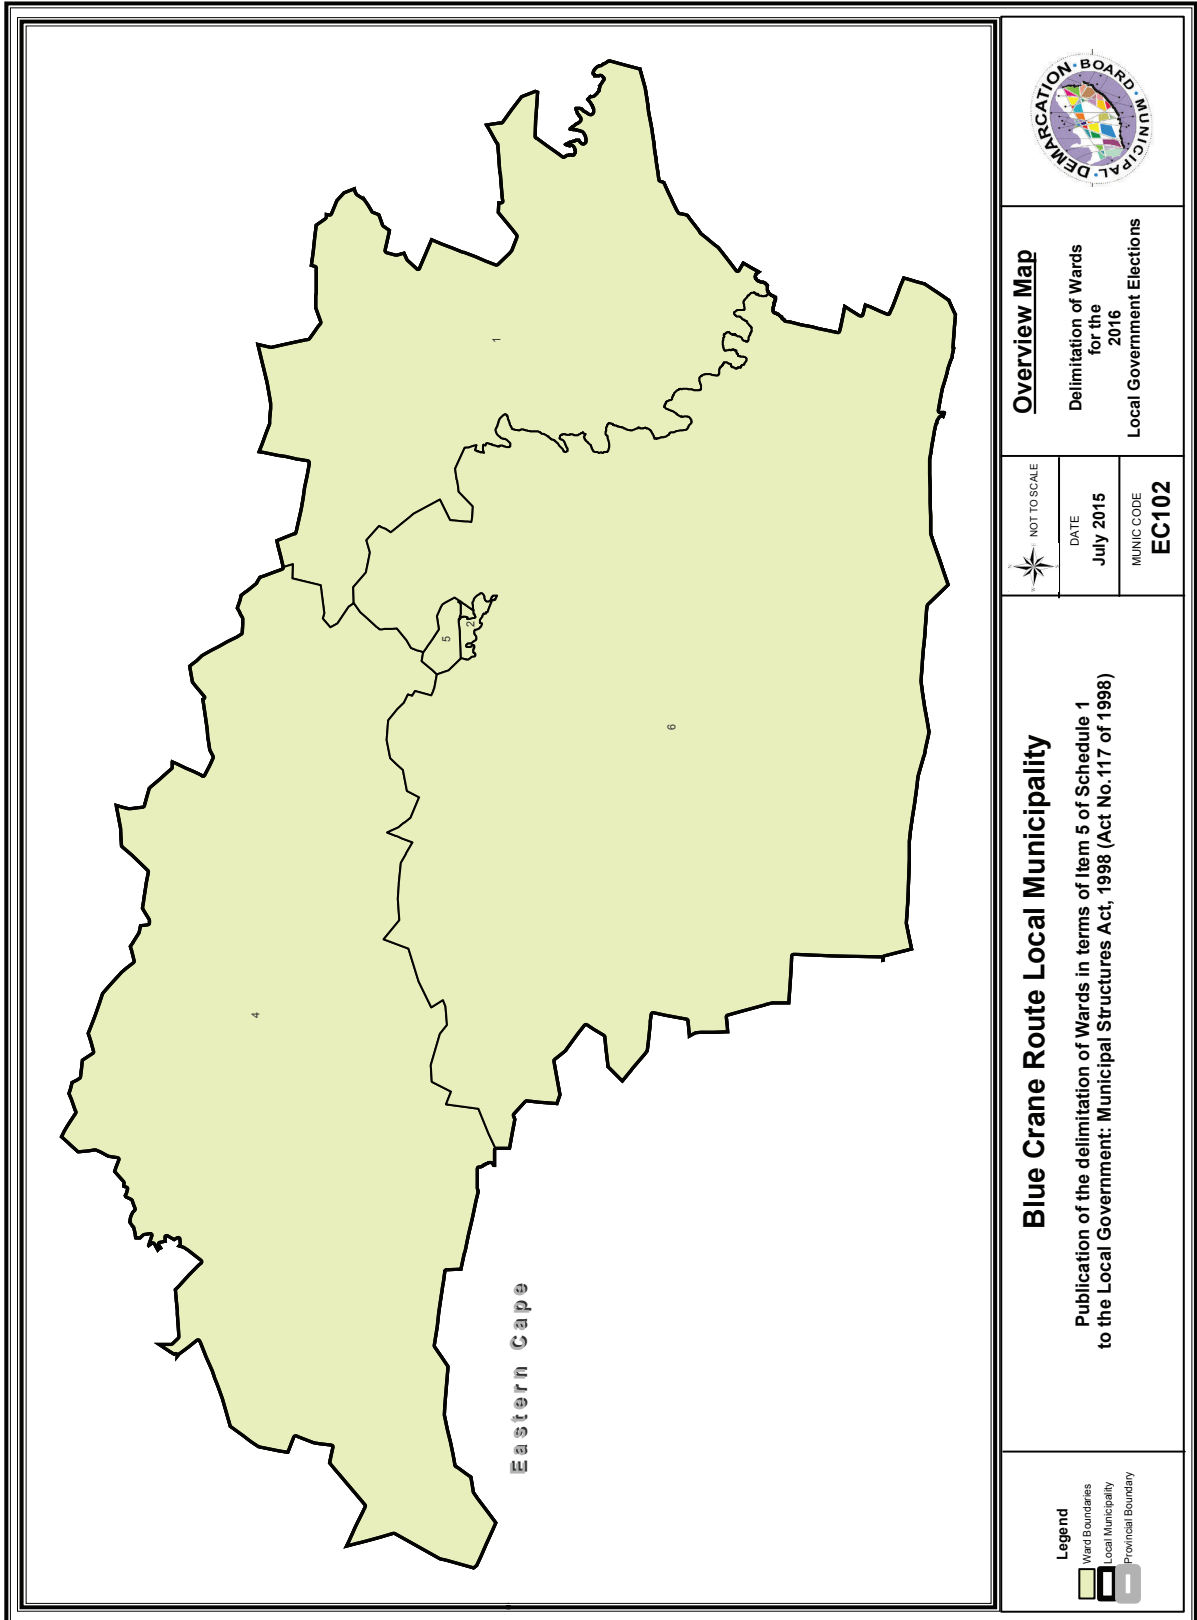 4
1
5
2
6
Eastern Cape
Legend
Ward Boundaries
Local Municipality
Provincial Boundary
Blue Crane Route Local Municipality
Publication of the delimitation of Wards in terms of Item 5 of Schedule 1
to the Local Government: Municipal Structures Act, 1998 (Act No.117 of 1998)
NOT TO SCALE
DATE
July 2015
MUNIC CODE
EC102
Overview Map
Delimitation of Wards
for the
2016
Local Government Elections
MUNICIPAL • DEMARCATION • BOARD •